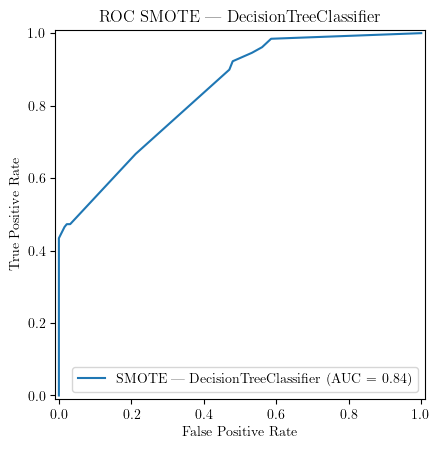 ROC SMOTE — DecisionTreeClassifier
1.0
0.8
0.6
0.4
0.2
0.0
True Positive Rate
SMOTE — DecisionTreeClassifier (AUC = 0.84)
0.0 0.2 0.4 0.6 0.8 1.0
False Positive Rate